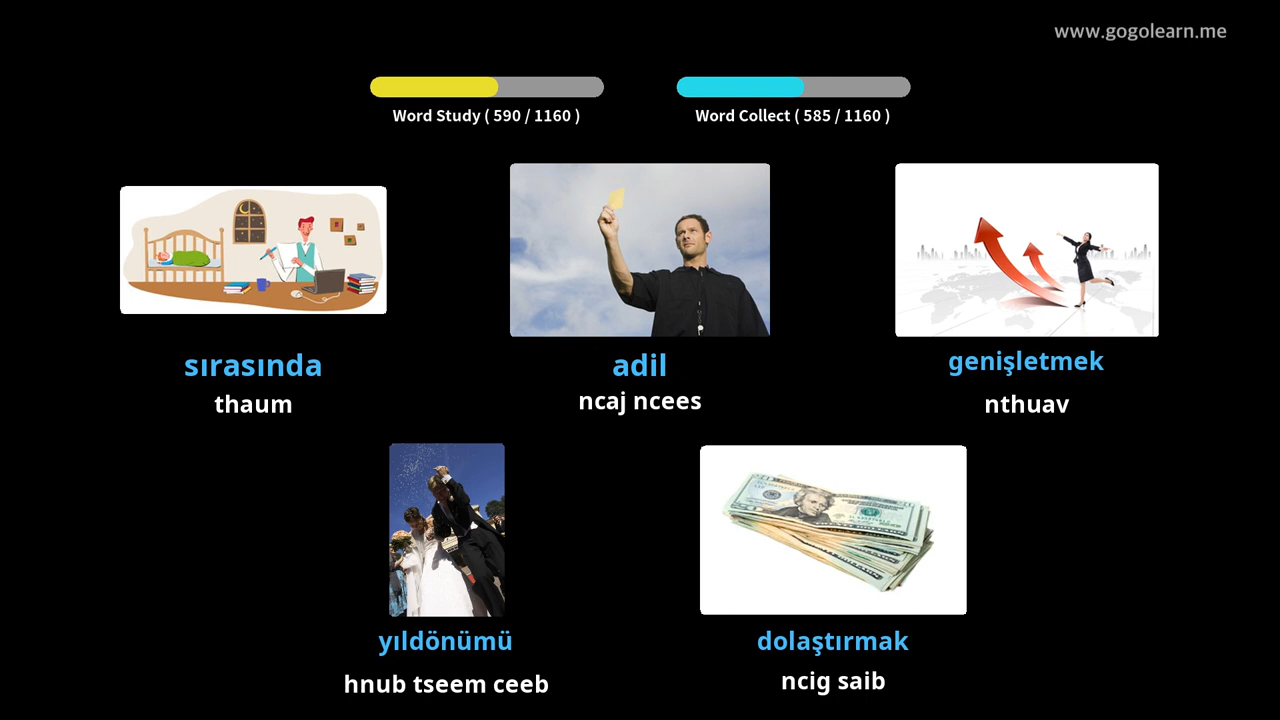 www.gogolearn.me
Word Study ( 590 / 1160 )
Word Collect ( 585 / 1160 )
sırasında
thaum
adil
ncaj ncees
genişletmek
nthuav
yıldönümü
hnub tseem ceeb
dolaştırmak
ncig saib